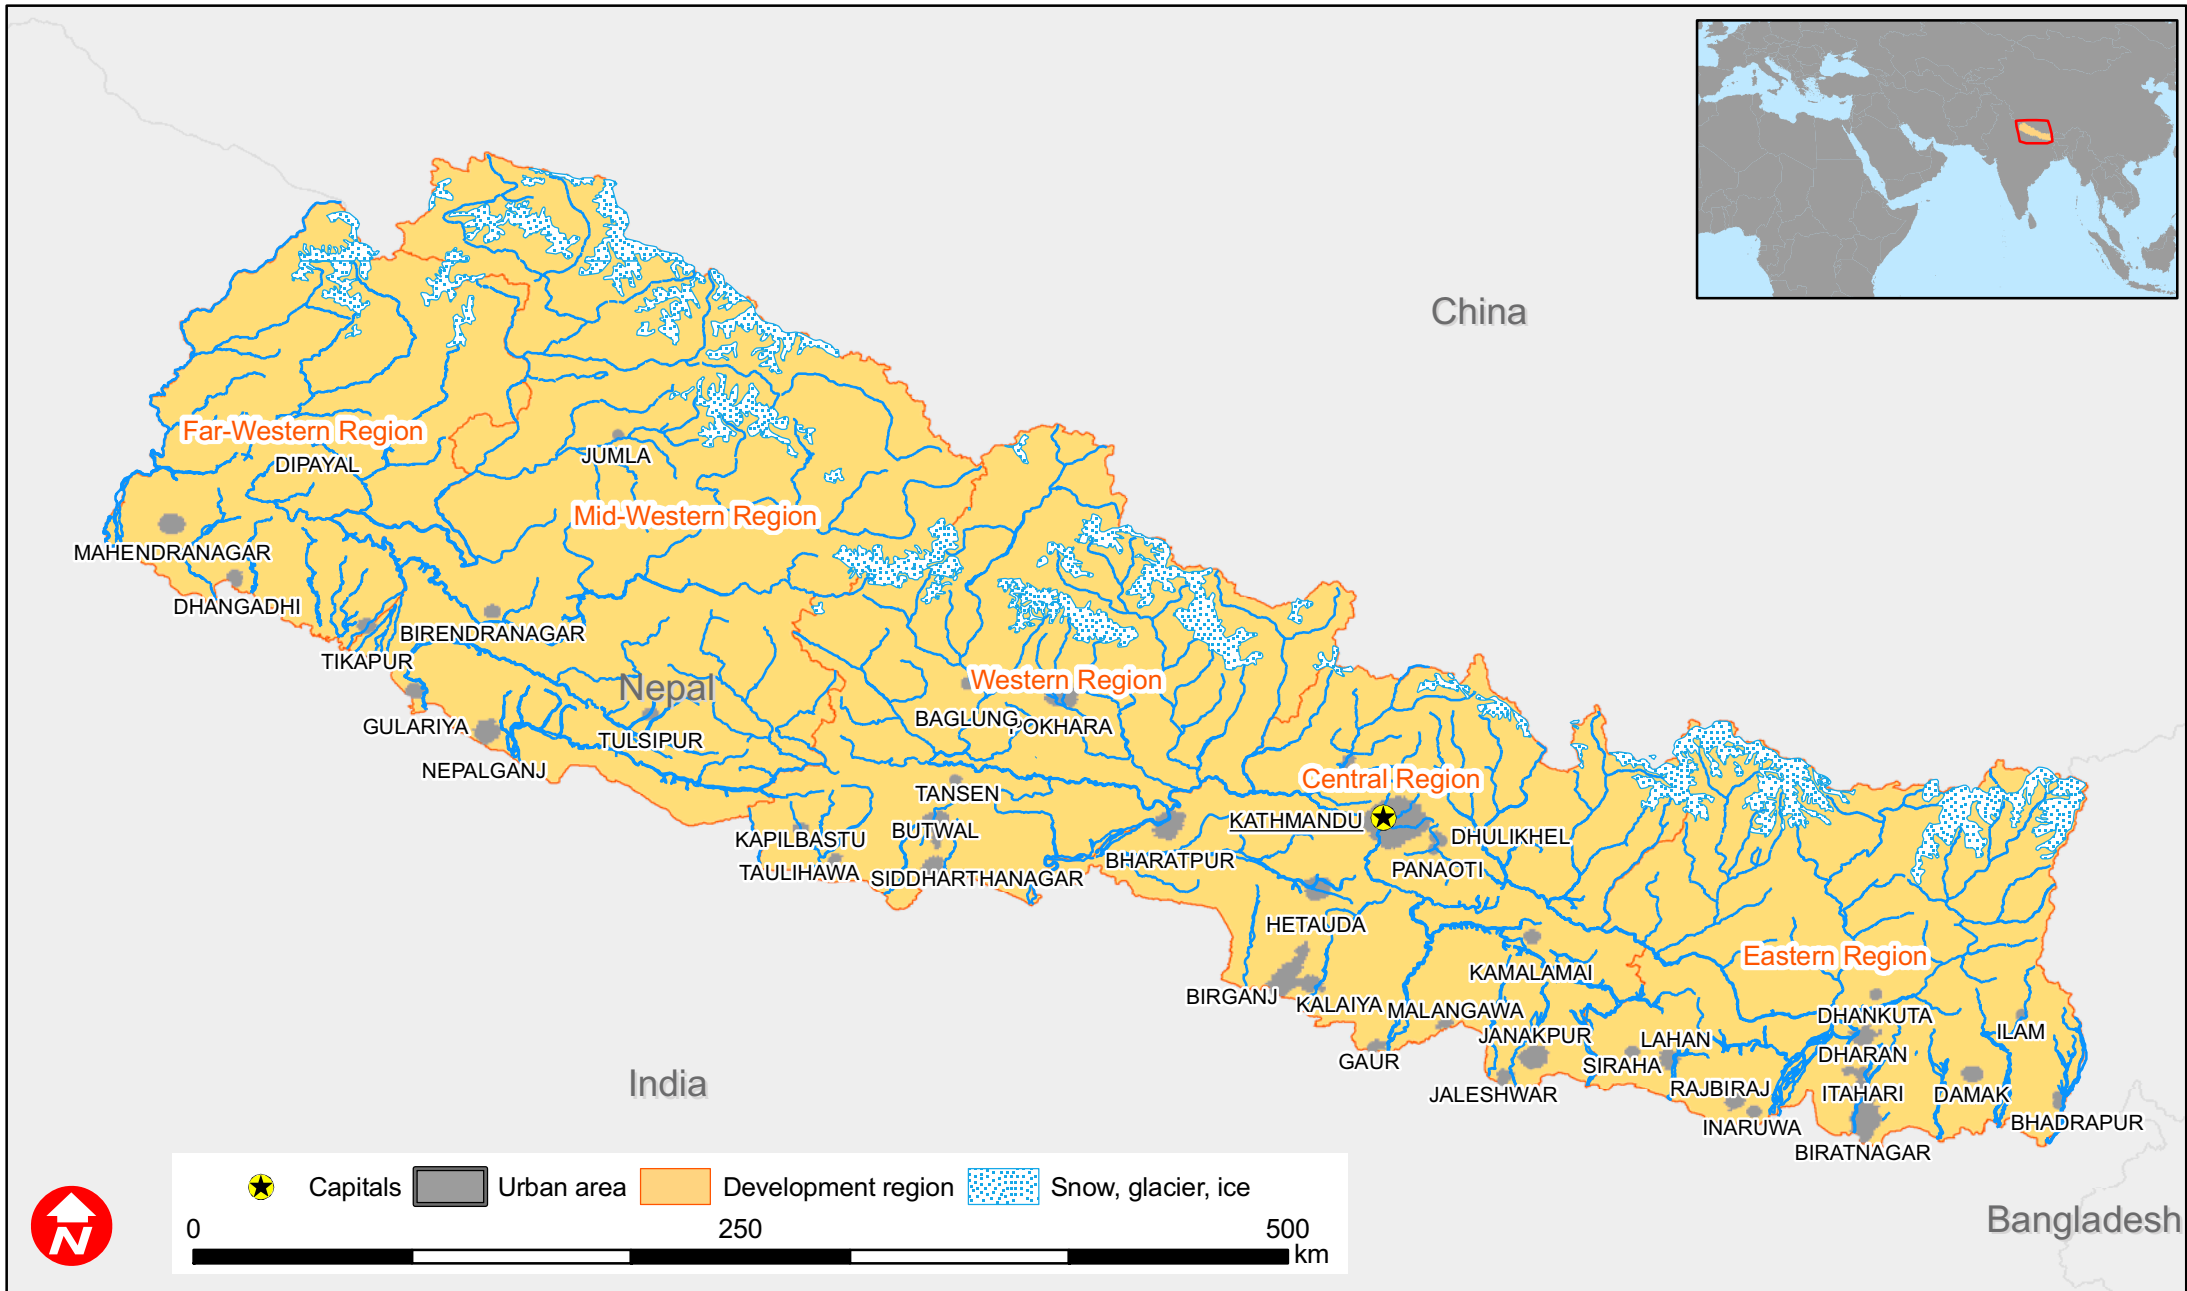 China
Far-Western Region
DIPAYAL
JUMLA
Mid-Western Region
MAHENDRANAGAR
DHANGADHI
BIRENDRANAGAR
TIKAPUR
Nepal
Western Region
GULARIYA
BAGLUNG
POKHARA
TULSIPUR
NEPALGANJ
Central Region
TANSEN
KATHMANDU
BUTWAL
KAPILBASTU
DHULIKHEL
BHARATPUR
TAULIHAWA
SIDDHARTHANAGAR
PANAOTI
HETAUDA
Eastern Region
KAMALAMAI
BIRGANJ
KALAIYA
MALANGAWA
DHANKUTA
JANAKPUR
LAHAN
ILAM
GAUR
SIRAHA
DHARAN
JALESHWAR
RAJBIRAJ
ITAHARI
DAMAK
INARUWA
BHADRAPUR
BIRATNAGAR
India
Bangladesh
Capitals
Urban area
Development region
Snow, glacier, ice
0 250 500
km
N